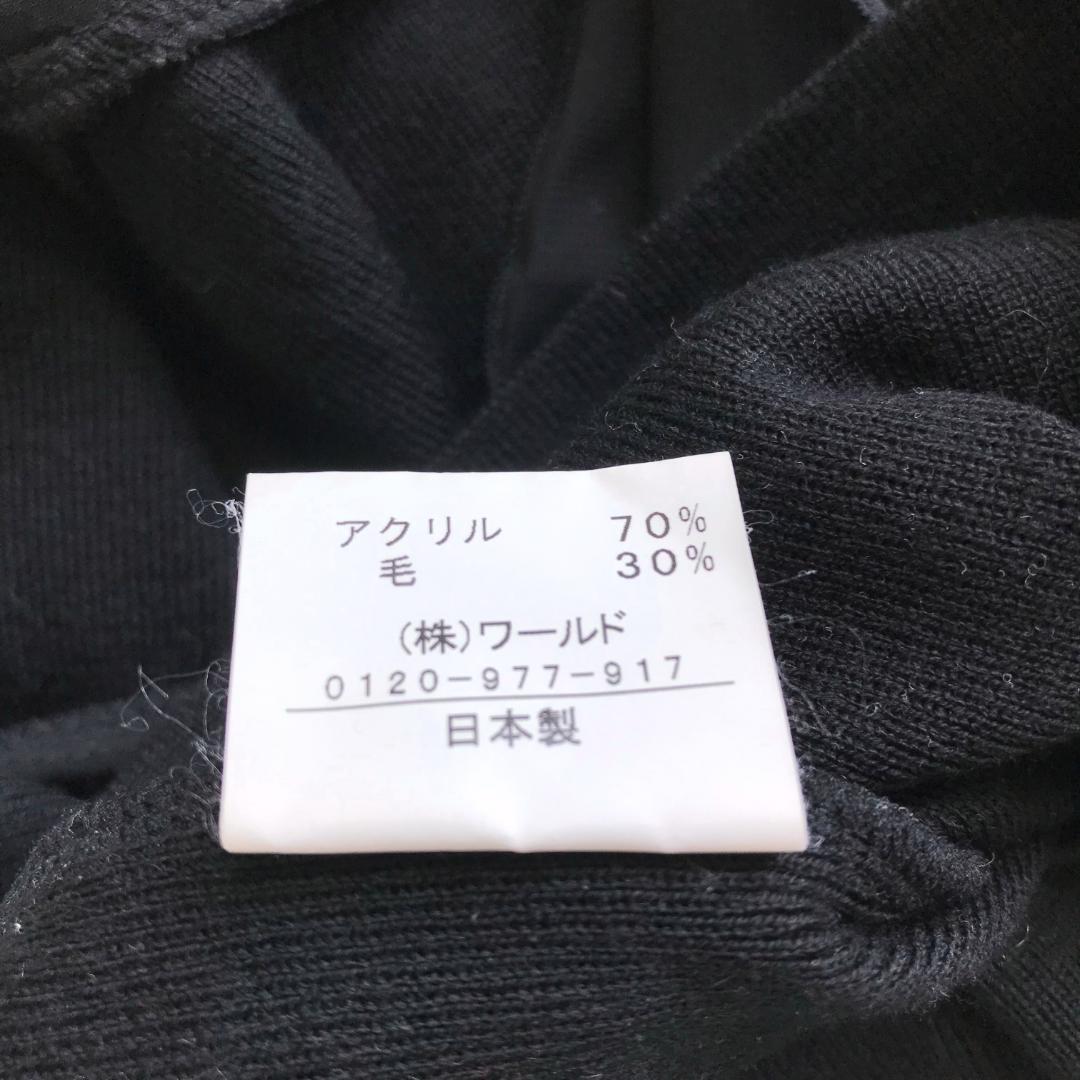 アクリル 70%
毛 30%
(株)ワールド
0120-977-917
日本製